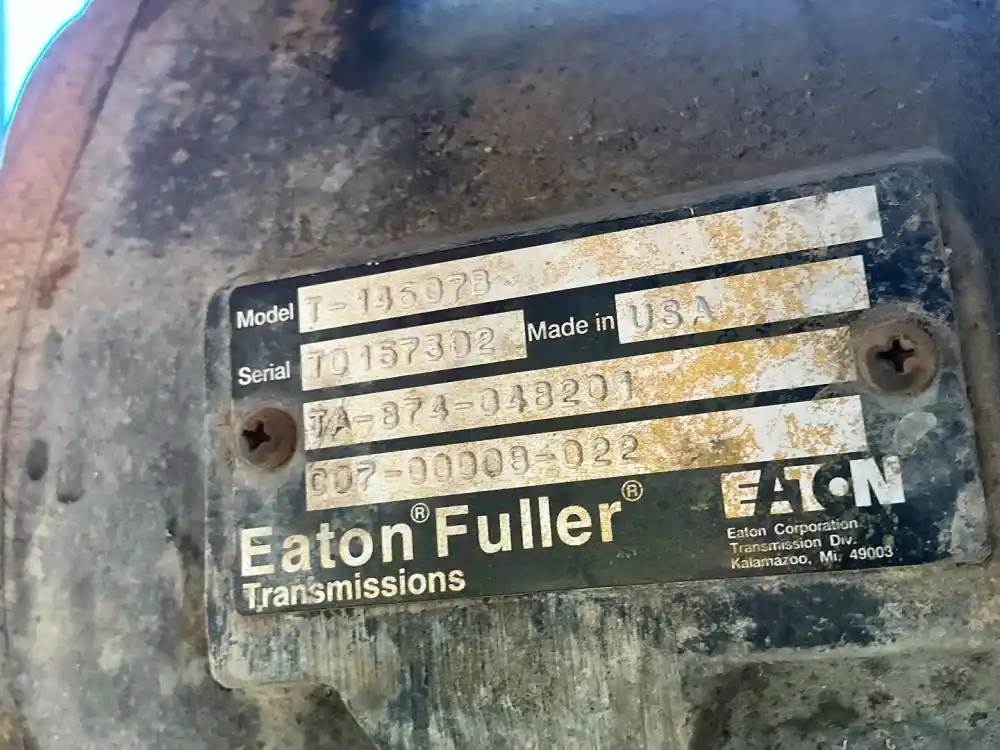 Model T-14607B
Serial TO157302 Made in USA
TA-874-048201
C07-00008-022
Eaton® Fuller®
Transmissions
EATON
Eaton Corporation
Transmission Div.
Kalamazoo, Mi. 49003